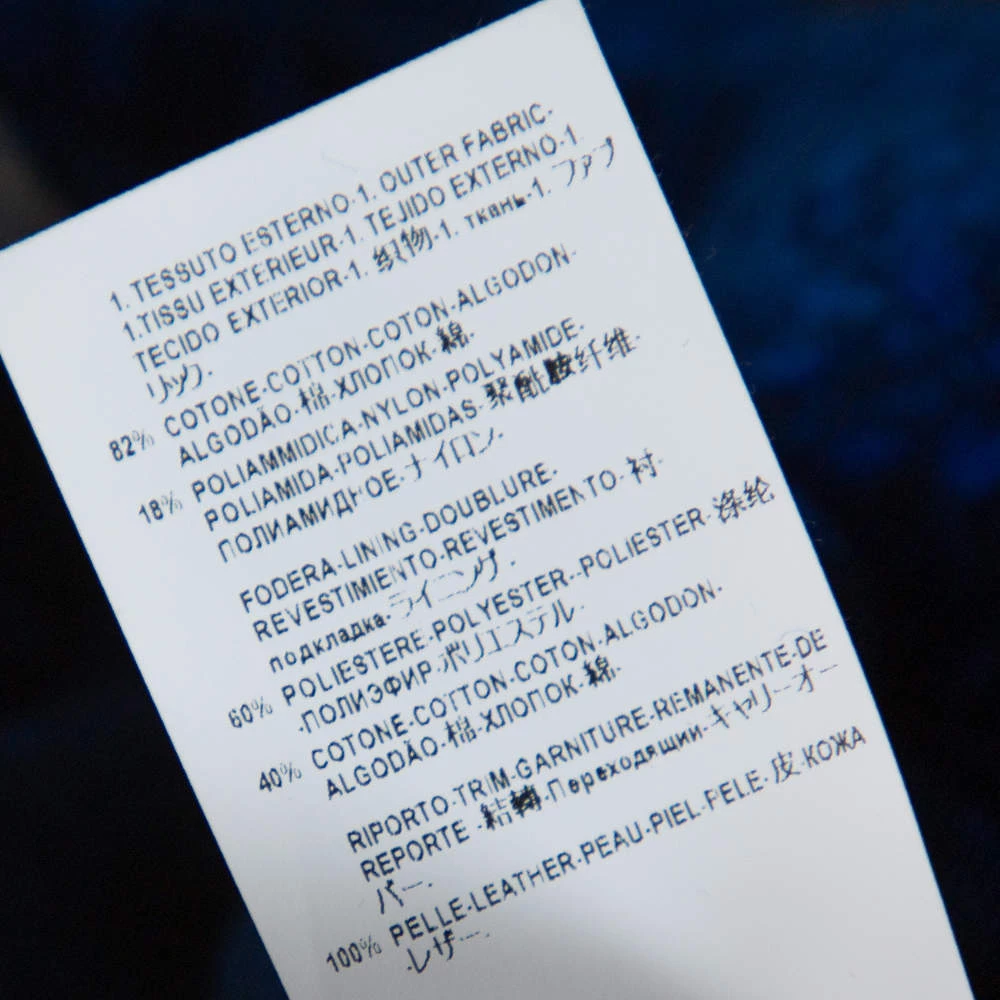 1. TESSUTO ESTERNO-1. OUTER FABRIC-
1.TISSU EXTERIEUR-1. TEJIDO EXTERNO-1.
TECIDO EXTERIOR-1. 织物-1. ткань-1. ファブ
リック.
82% COTONE-COTTON-COTON-ALGODON-
ALGODÃO-棉-ХЛОПОК-綿.
18% POLIAMMIDICA-NYLON-POLYAMIDE-
POLIAMIDA-POLIAMIDAS-聚酰胺纤维-
ПОЛИАМИДНОЕ-ナイロン-
FODERA-LINING-DOUBLURE-
REVESTIMIENTO-REVESTIMENTO-衬-
подкладка-ライニング.
60% POLIESTERE-POLYESTER--POLIESTER-涤纶
-ПОЛИЭФИР-ポリエステル-
40% COTONE-COTTON-COTON-ALGODON-
ALGODÃO-棉-ХЛОПОК-綿.
RIPORTO-TRIM-GARNITURE-REMANENTE-DE
REPORTE -結轉-Переходящии-キャリーオー
バー.
100% PELLE-LEATHER-PEAU-PIEL-PELE-皮-КОЖА
-レザー.